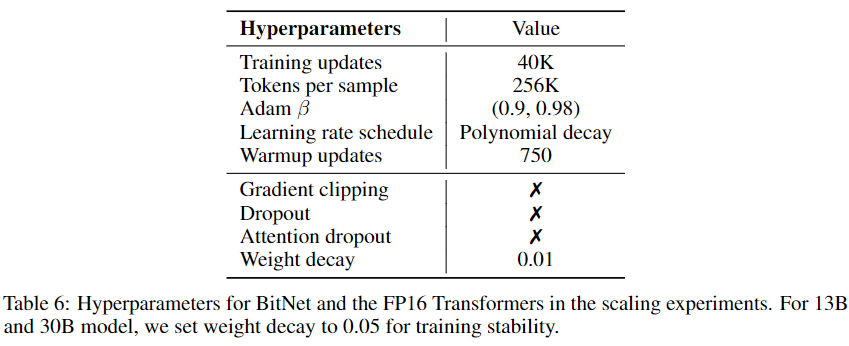 Hyperparameters Value
Training updates 40K
Tokens per sample 256K
Adam β (0.9, 0.98)
Learning rate schedule Polynomial decay
Warmup updates 750
Gradient clipping ✗
Dropout ✗
Attention dropout ✗
Weight decay 0.01
Table 6: Hyperparameters for BitNet and the FP16 Transformers in the scaling experiments. For 13B
and 30B model, we set weight decay to 0.05 for training stability.